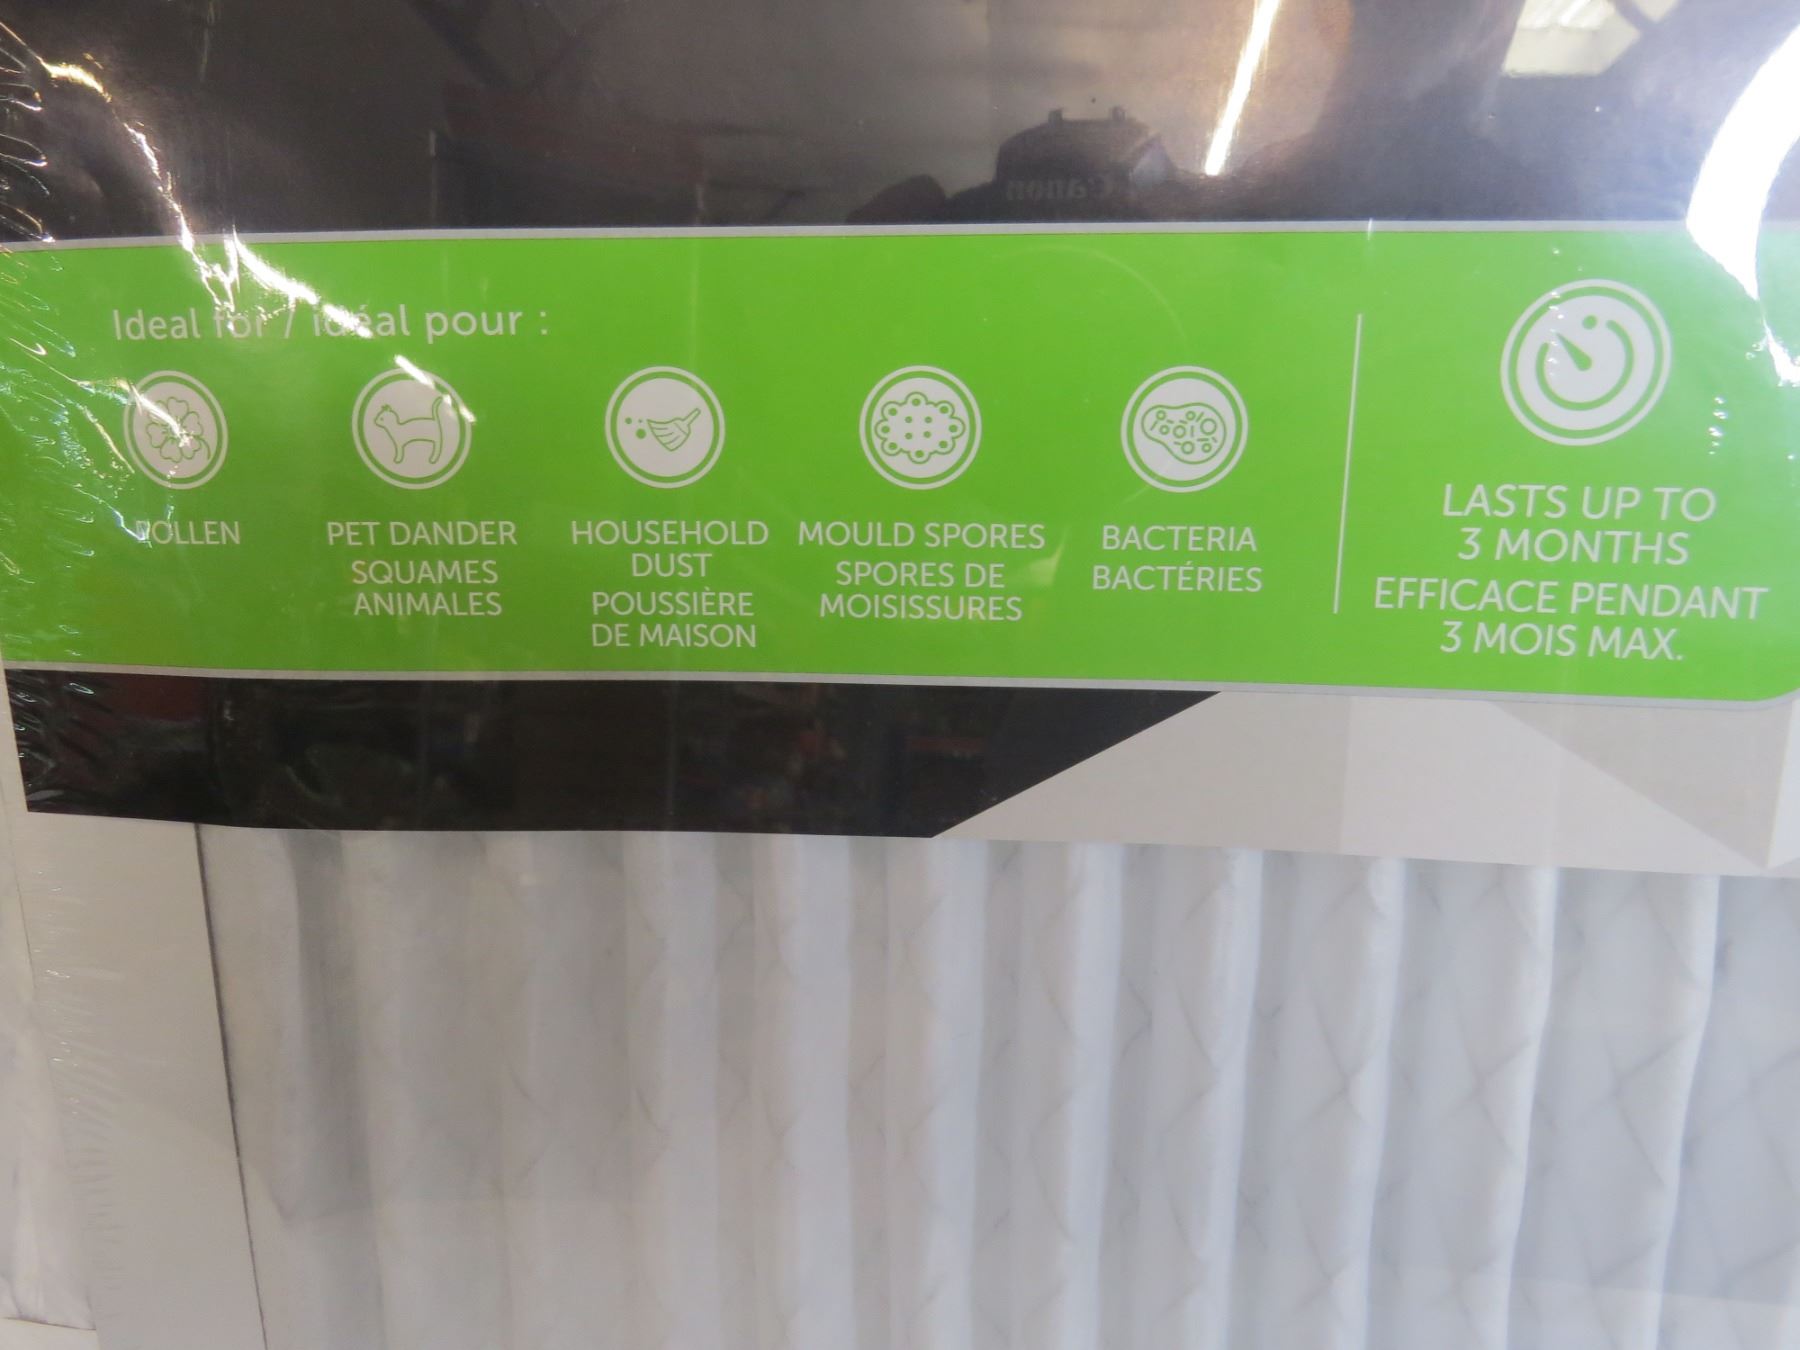 Ideal for / idéal pour :
POLLEN
PET DANDER
SQUAMES
ANIMALES
HOUSEHOLD
DUST
POUSSIÈRE
DE MAISON
MOULD SPORES
SPORES DE
MOISISSURES
BACTERIA
BACTÉRIES
LASTS UP TO
3 MONTHS
EFFICACE PENDANT
3 MOIS MAX.
Canon